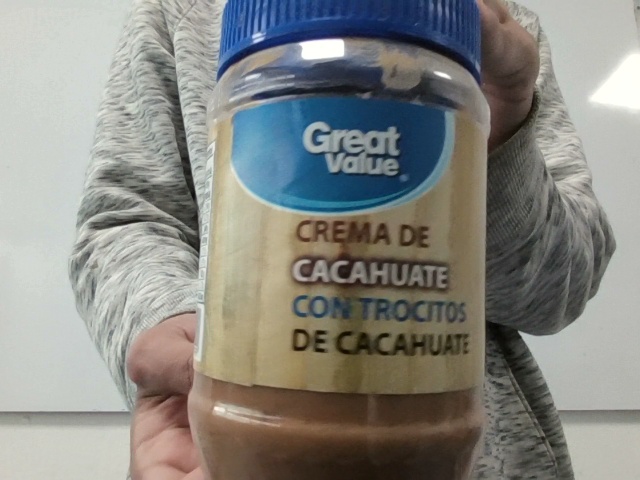 Great
Value
CREMA DE
CACAHUATE
CON TROCITOS
DE CACAHUATE